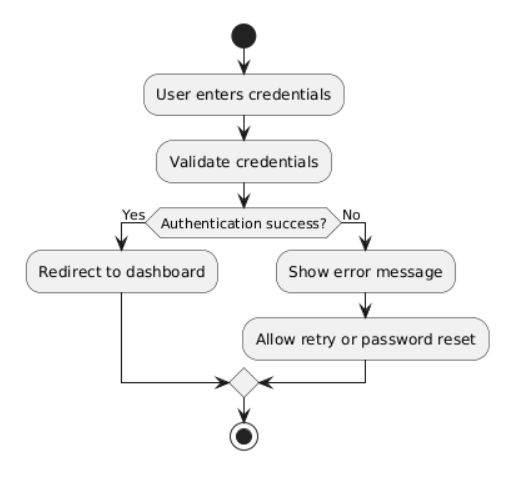 User enters credentials
Validate credentials
Yes
Authentication success?
No
Redirect to dashboard
Show error message
Allow retry or password reset